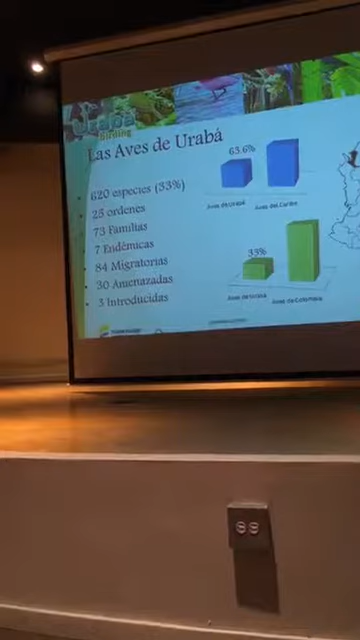 Urabá
Birding
Las Aves de Urabá
620 especies (33%)
25 ordenes
73 Familias
7 Endémicas
84 Migratorias
30 Amenazadas
3 Introducidas
65.6%
Aves de Urabá
Aves del Caribe
33%
Aves de Urabá
Aves de Colombia